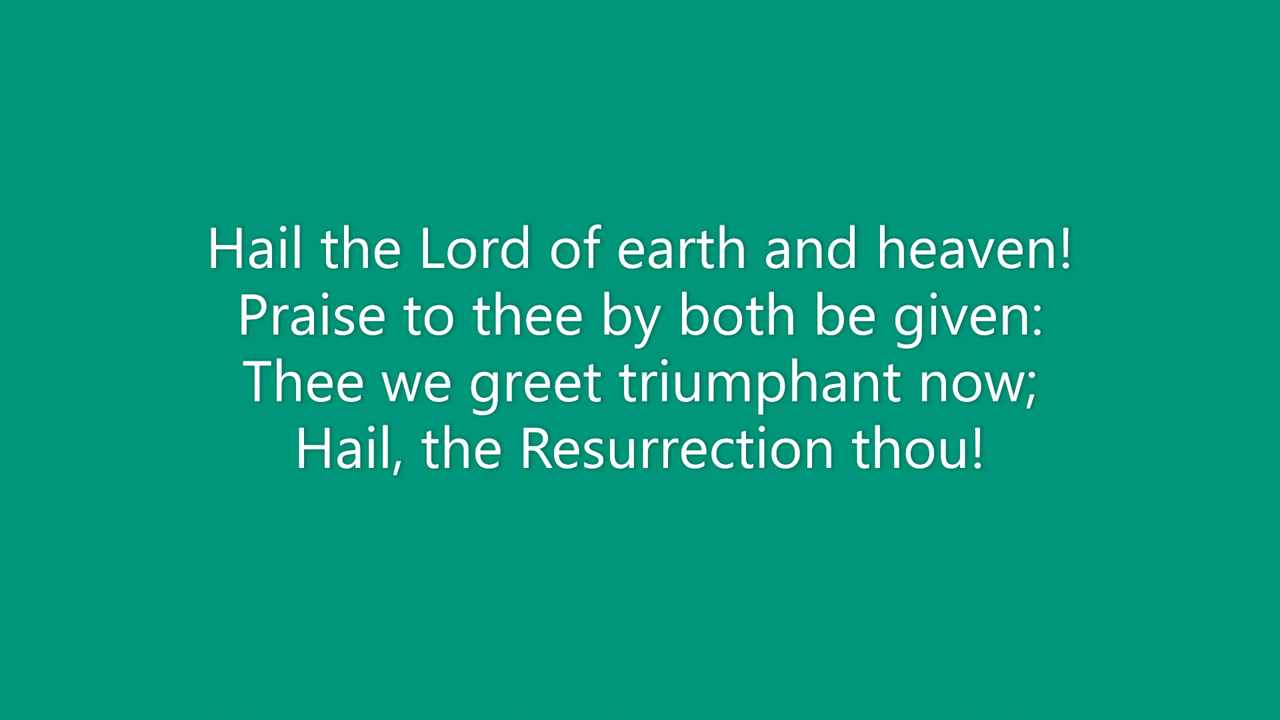 Hail the Lord of earth and heaven!
Praise to thee by both be given:
Thee we greet triumphant now;
Hail, the Resurrection thou!